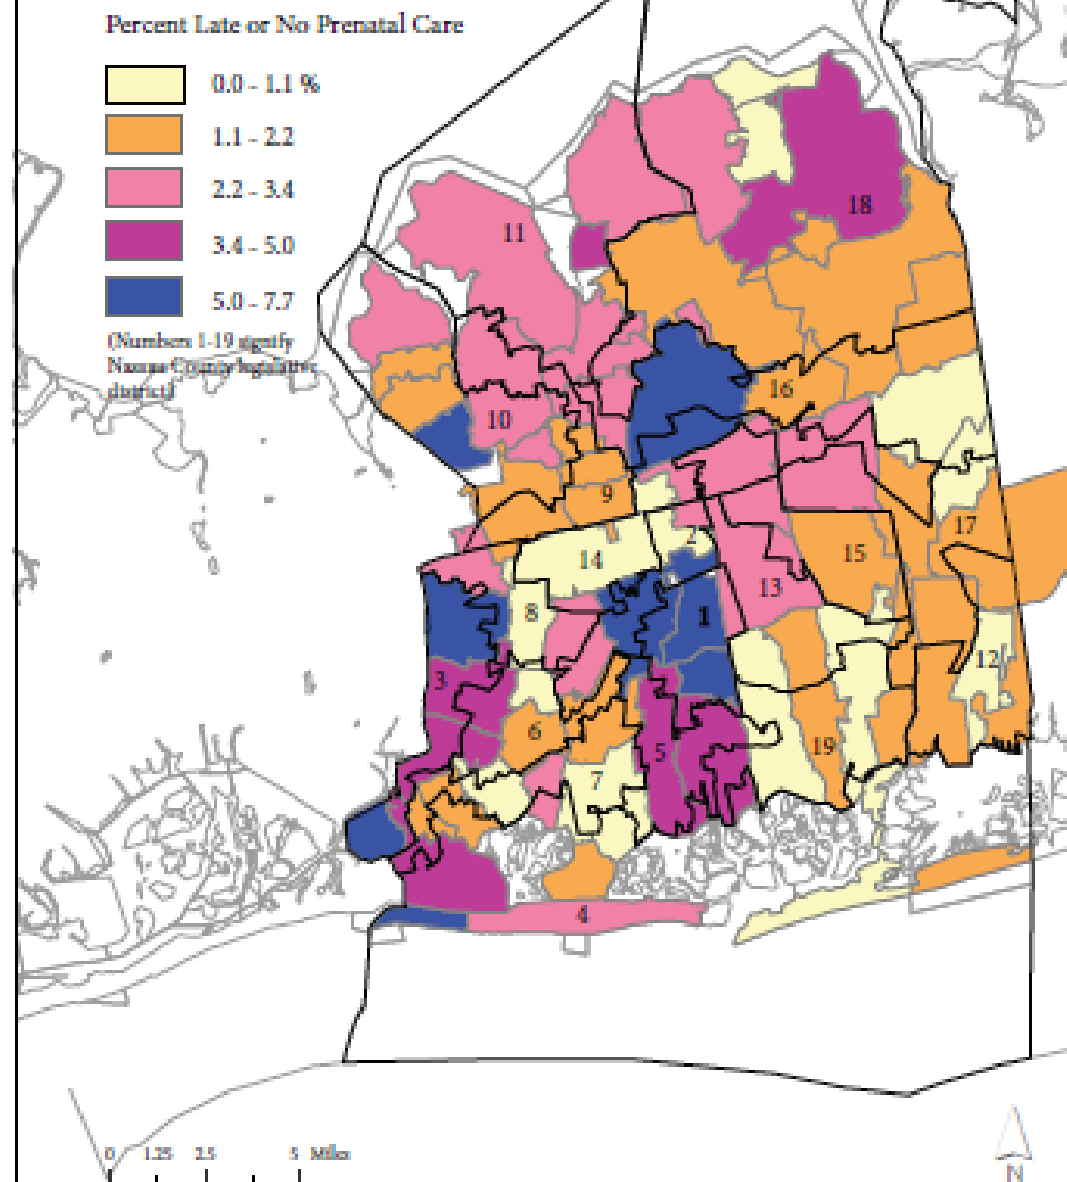 Percent Late or No Prenatal Care
0.0 - 1.1 %
1.1 - 2.2
2.2 - 3.4
3.4 - 5.0
5.0 - 7.7
(Numbers 1-19 signify
Nassau County legislative
districts)
18
11
16
10
9
17
2
14
15
13
8
1
12
3
6
5
19
7
4
0 1.25 2.5 5 Miles
N